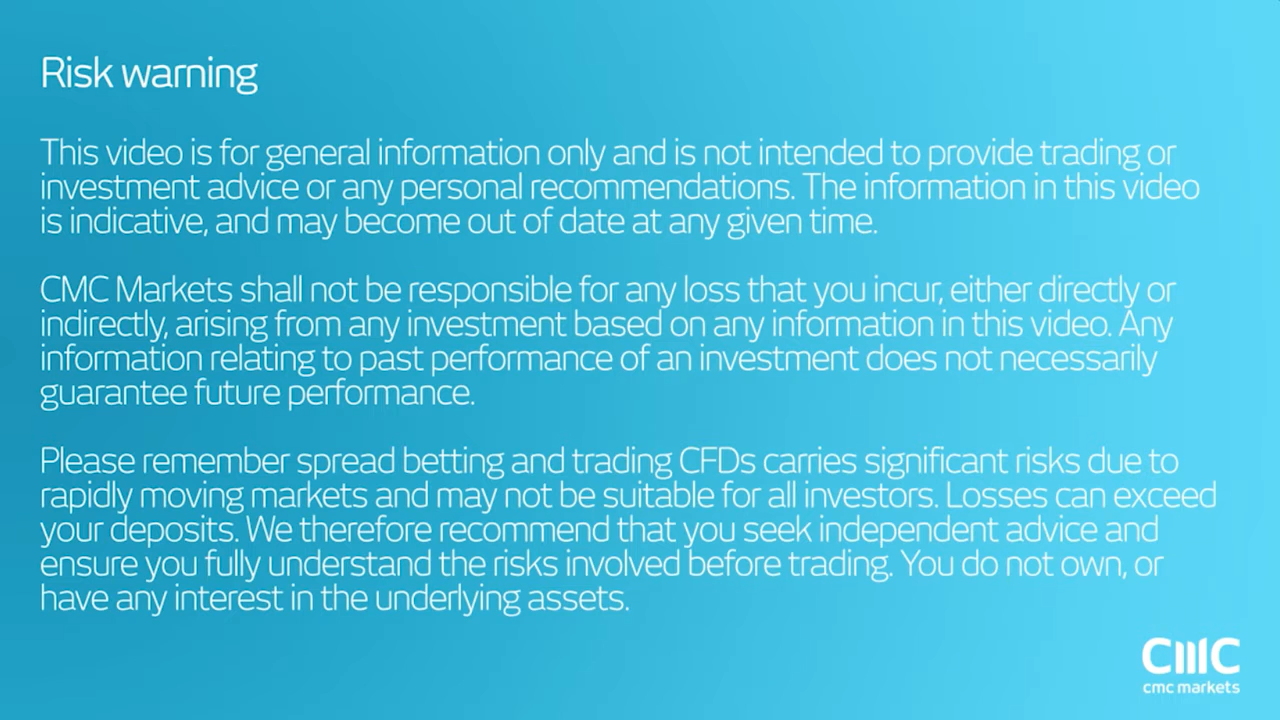 Risk warning
This video is for general information only and is not intended to provide trading or
investment advice or any personal recommendations. The information in this video
is indicative, and may become out of date at any given time.
CMC Markets shall not be responsible for any loss that you incur, either directly or
indirectly, arising from any investment based on any information in this video. Any
information relating to past performance of an investment does not necessarily
guarantee future performance.
Please remember spread betting and trading CFDs carries significant risks due to
rapidly moving markets and may not be suitable for all investors. Losses can exceed
your deposits. We therefore recommend that you seek independent advice and
ensure you fully understand the risks involved before trading. You do not own, or
have any interest in the underlying assets.
CMC
cmc markets